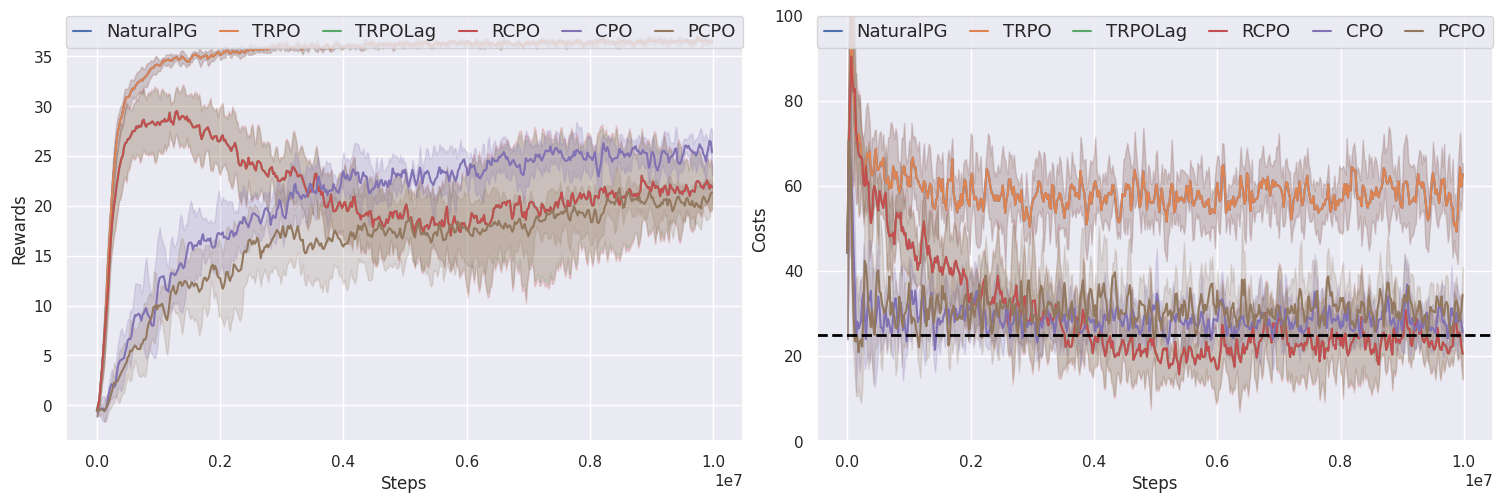 NaturalPG TRPO TRPOLag RCPO CPO PCPO
35
30
25
20
15
10
5
0
Rewards
0.0 0.2 0.4 0.6 0.8 1.0
1e7
Steps
NaturalPG TRPO TRPOLag RCPO CPO PCPO
100
80
60
40
20
0
Costs
0.0 0.2 0.4 0.6 0.8 1.0
1e7
Steps